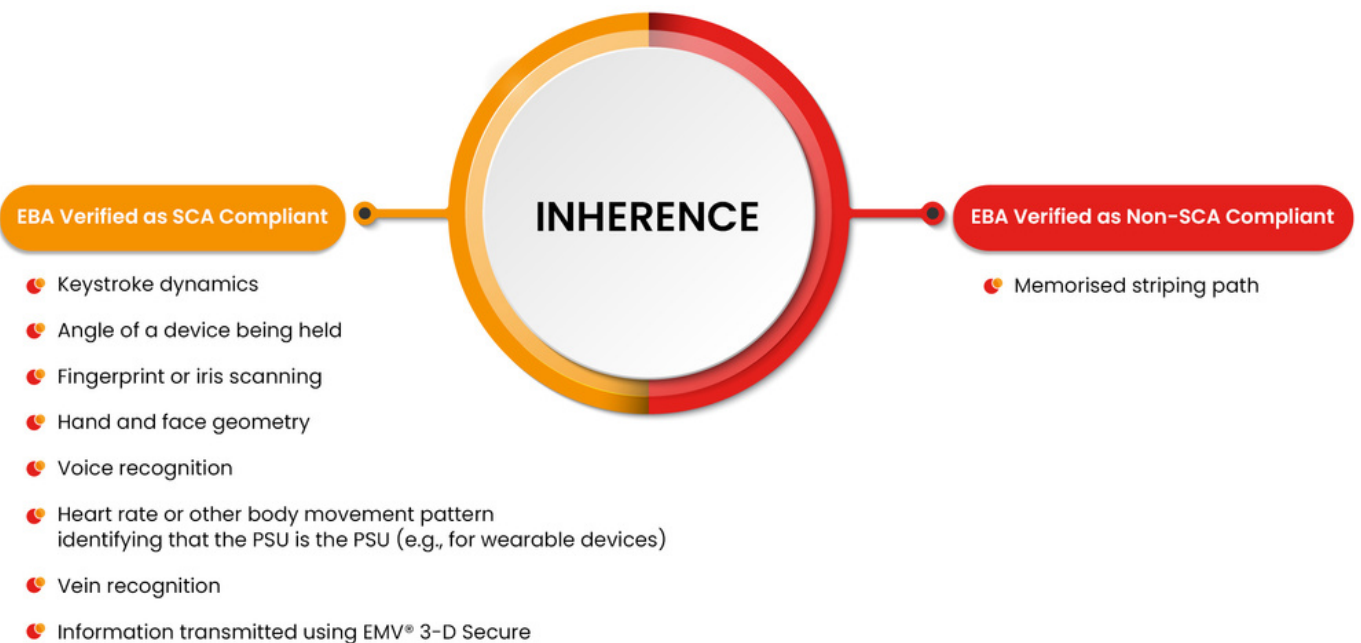 INHERENCE
EBA Verified as SCA Compliant
Keystroke dynamics
Angle of a device being held
Fingerprint or iris scanning
Hand and face geometry
Voice recognition
Heart rate or other body movement pattern
identifying that the PSU is the PSU (e.g., for wearable devices)
Vein recognition
Information transmitted using EMV® 3-D Secure
EBA Verified as Non-SCA Compliant
Memorised striping path